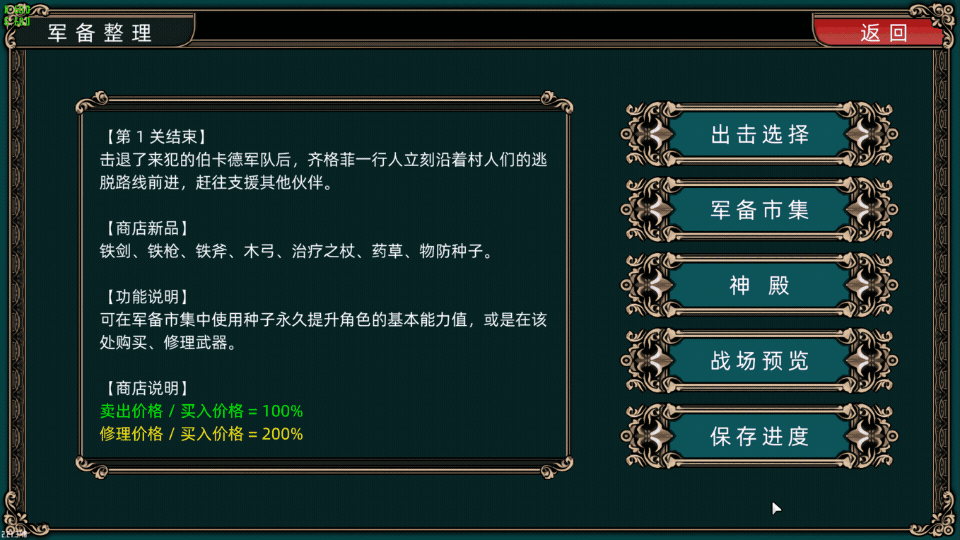 军备整理
返回
【第 1 关结束】
击退了来犯的伯卡德军队后，齐格菲一行人立刻沿着村人们的逃
脱路线前进，赶往支援其他伙伴。
【商店新品】
铁剑、铁枪、铁斧、木弓、治疗之杖、药草、物防种子。
【功能说明】
可在军备市集中使用种子永久提升角色的基本能力值，或是在该
处购买、修理武器。
【商店说明】
卖出价格 / 买入价格 = 100%
修理价格 / 买入价格 = 200%
出击选择
军备市集
神 殿
战场预览
保存进度